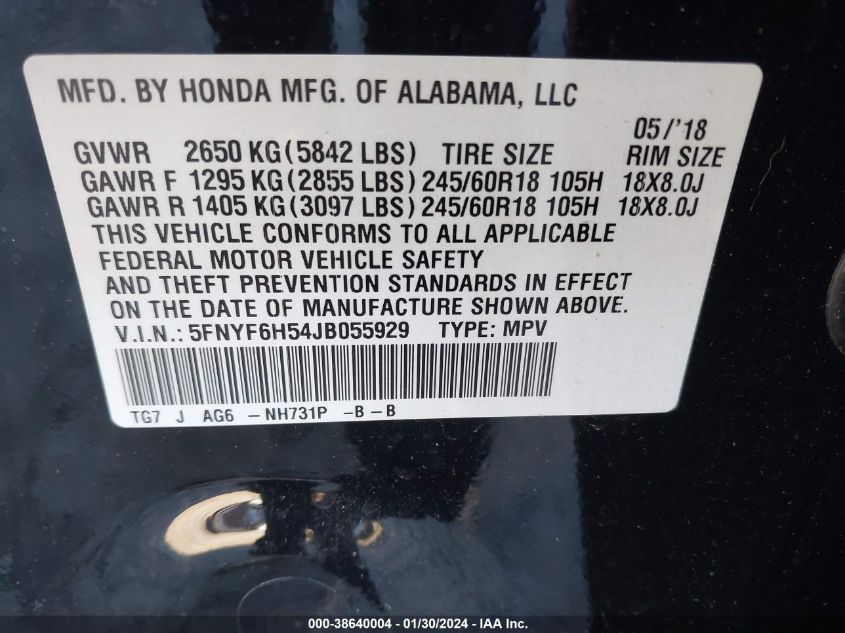 MFD. BY HONDA MFG. OF ALABAMA, LLC
05/'18
GVWR 2650 KG (5842 LBS) TIRE SIZE RIM SIZE
GAWR F 1295 KG (2855 LBS) 245/60R18 105H 18X8.0J
GAWR R 1405 KG (3097 LBS) 245/60R18 105H 18X8.0J
THIS VEHICLE CONFORMS TO ALL APPLICABLE
FEDERAL MOTOR VEHICLE SAFETY
AND THEFT PREVENTION STANDARDS IN EFFECT
ON THE DATE OF MANUFACTURE SHOWN ABOVE.
V.I.N.: 5FNYF6H54JB055929 TYPE: MPV
TG7 J AG6 -NH731P -B-B
000-38640004 - 01/30/2024 - IAA Inc.